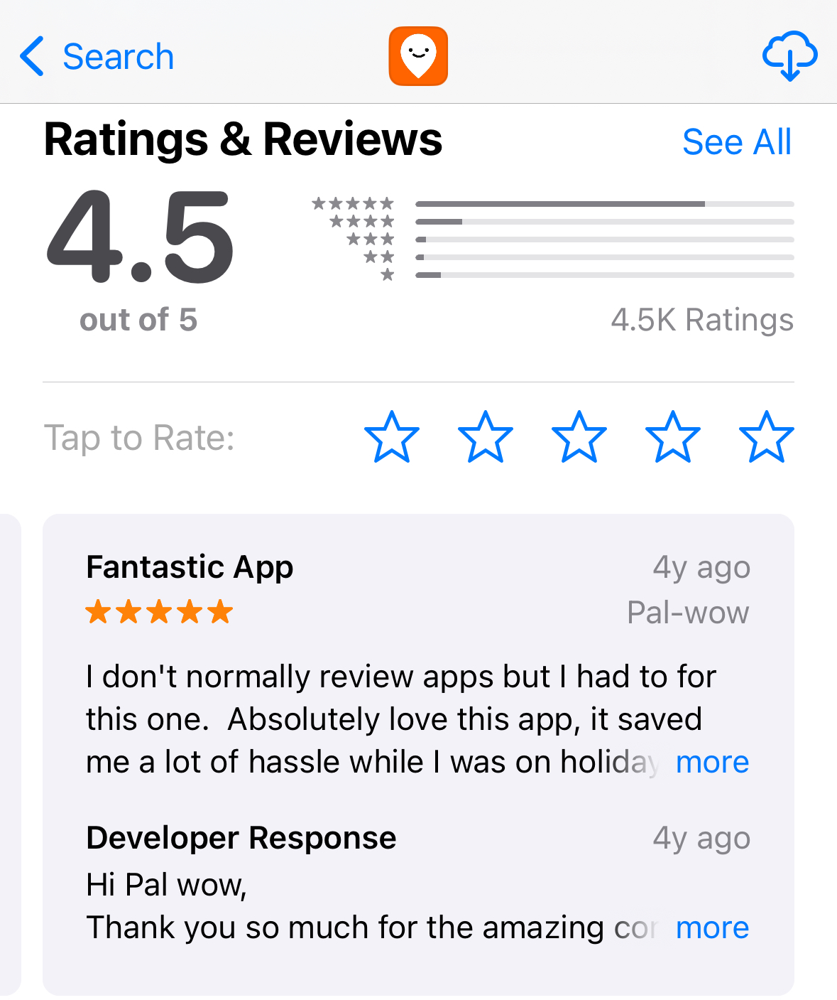 Search
Ratings & Reviews
See All
4.5
out of 5
4.5K Ratings
Tap to Rate:
Fantastic App
4y ago
Pal-wow
I don't normally review apps but I had to for
this one.  Absolutely love this app, it saved
me a lot of hassle while I was on holiday more
Developer Response
4y ago
Hi Pal wow,
Thank you so much for the amazing more